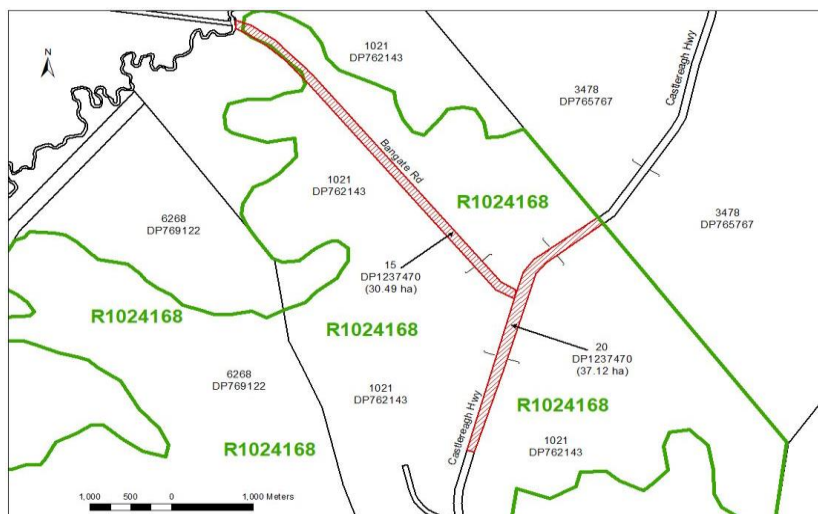 N
1021
DP762143
3478
DP765767
Castlereagh Hwy
Bangate Rd
1021
DP762143
R1024168
3478
DP765767
6268
DP769122
15
DP1237470
(30.49 ha)
R1024168
R1024168
20
DP1237470
(37.12 ha)
6268
DP769122
1021
DP762143
R1024168
Castlereagh Hwy
R1024168
1021
DP762143
1,000 500 0 1,000 Meters